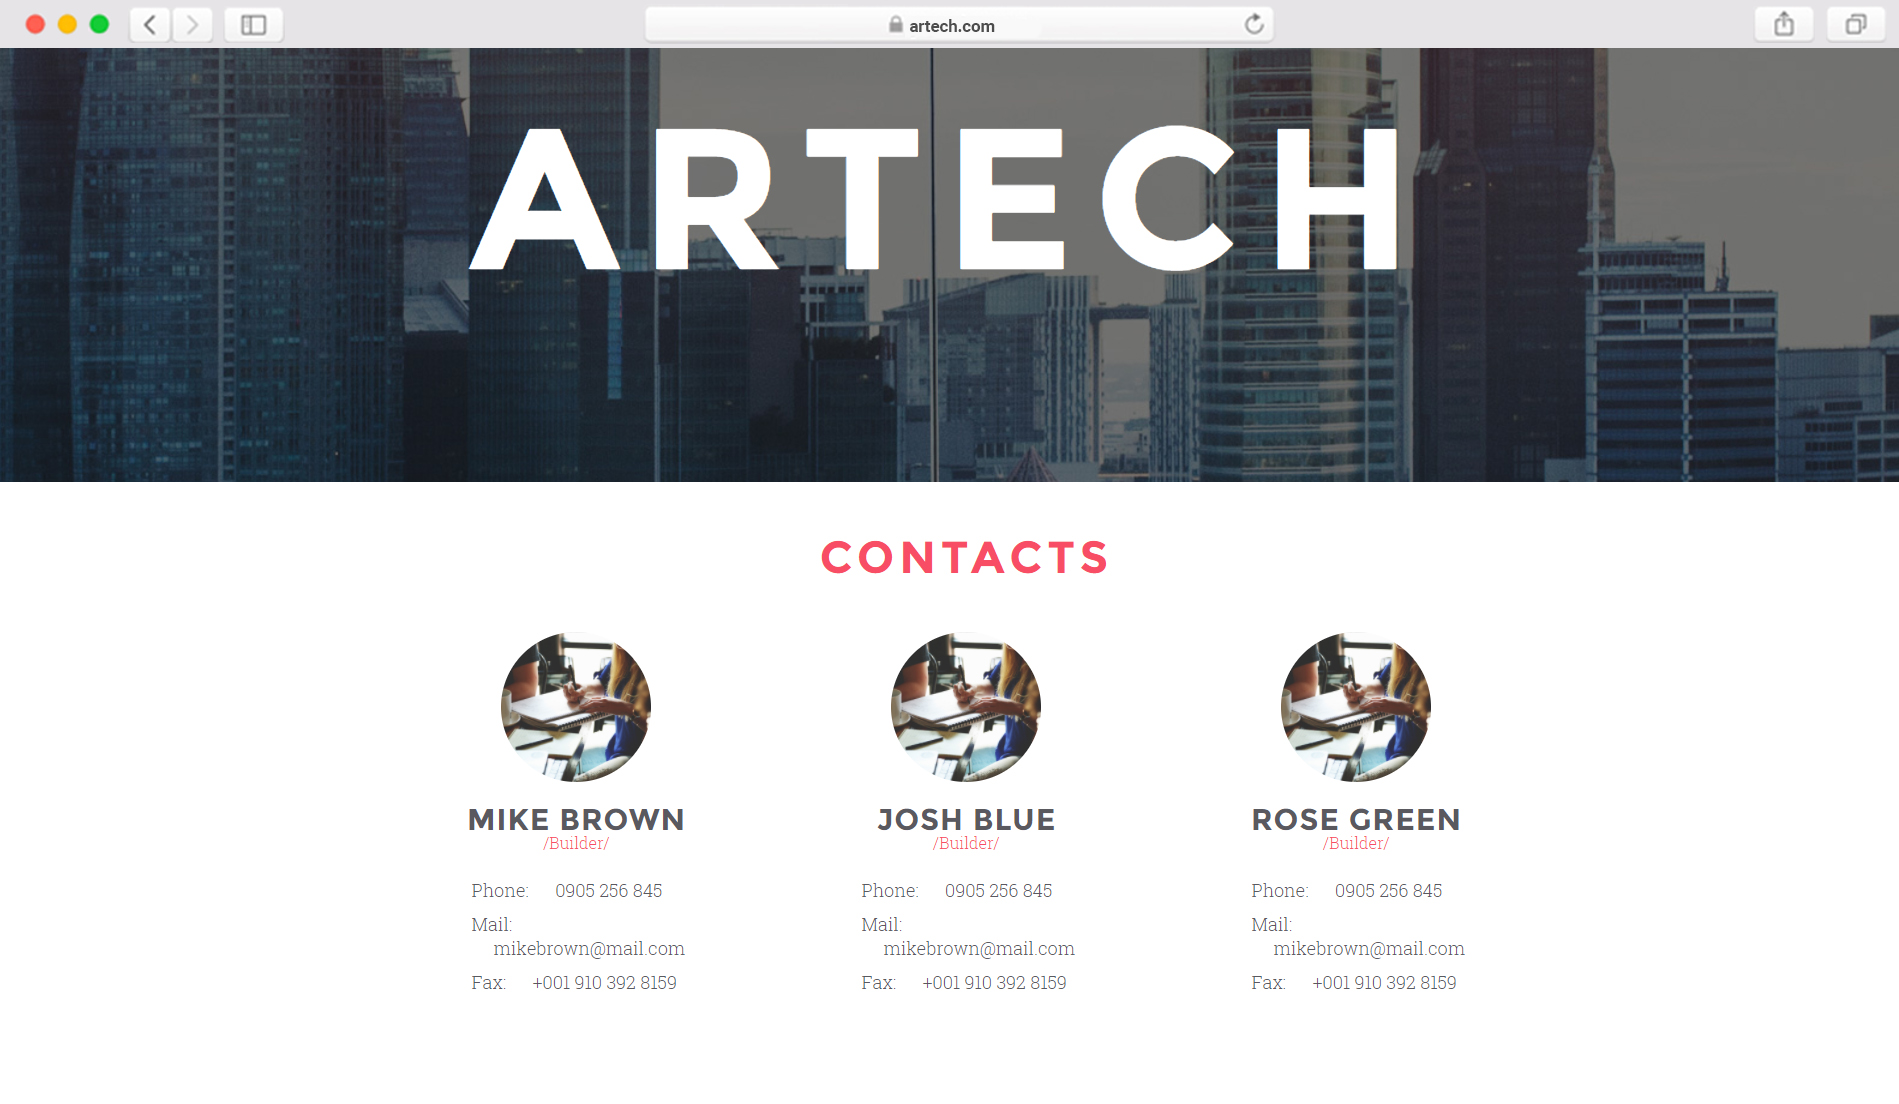 artech.com
ARTECH
CONTACTS
MIKE BROWN
/Builder/
Phone: 0905 256 845
Mail:
mikebrown@mail.com
Fax: +001 910 392 8159
JOSH BLUE
/Builder/
Phone: 0905 256 845
Mail:
mikebrown@mail.com
Fax: +001 910 392 8159
ROSE GREEN
/Builder/
Phone: 0905 256 845
Mail:
mikebrown@mail.com
Fax: +001 910 392 8159